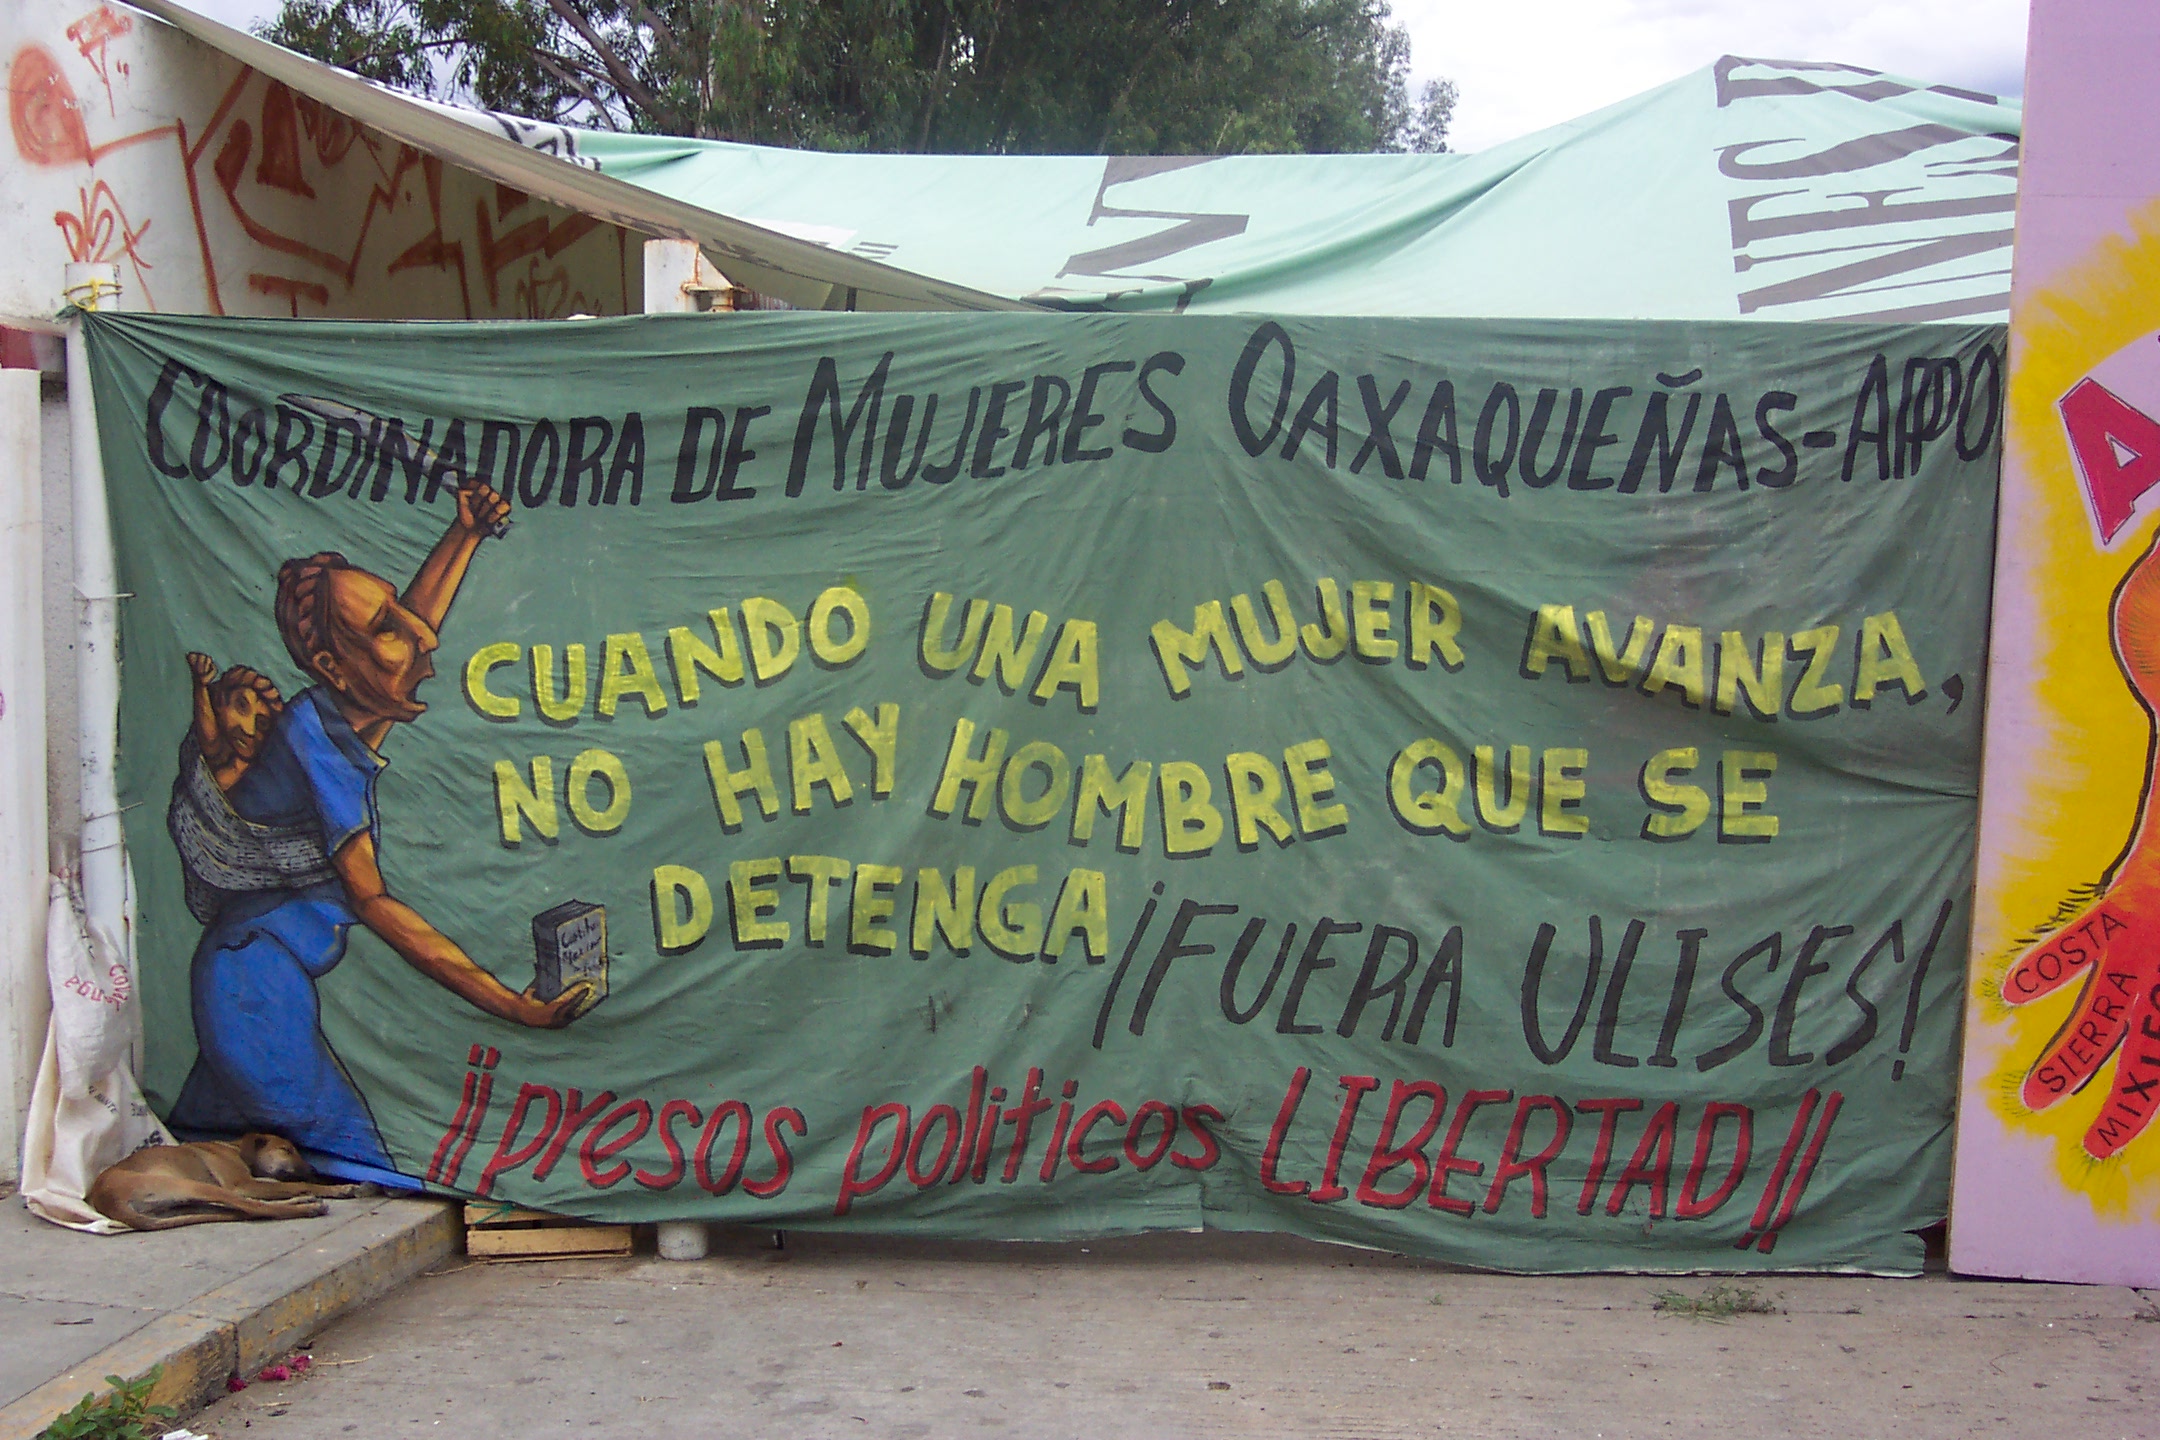 COORDINADORA DE MUJERES OAXAQUEÑAS-APPO
CUANDO UNA MUJER AVANZA,
NO HAY HOMBRE QUE SE
DETENGA
¡FUERA ULISES!
¡¡presos políticos LIBERTAD!!
COSTA
SIERRA